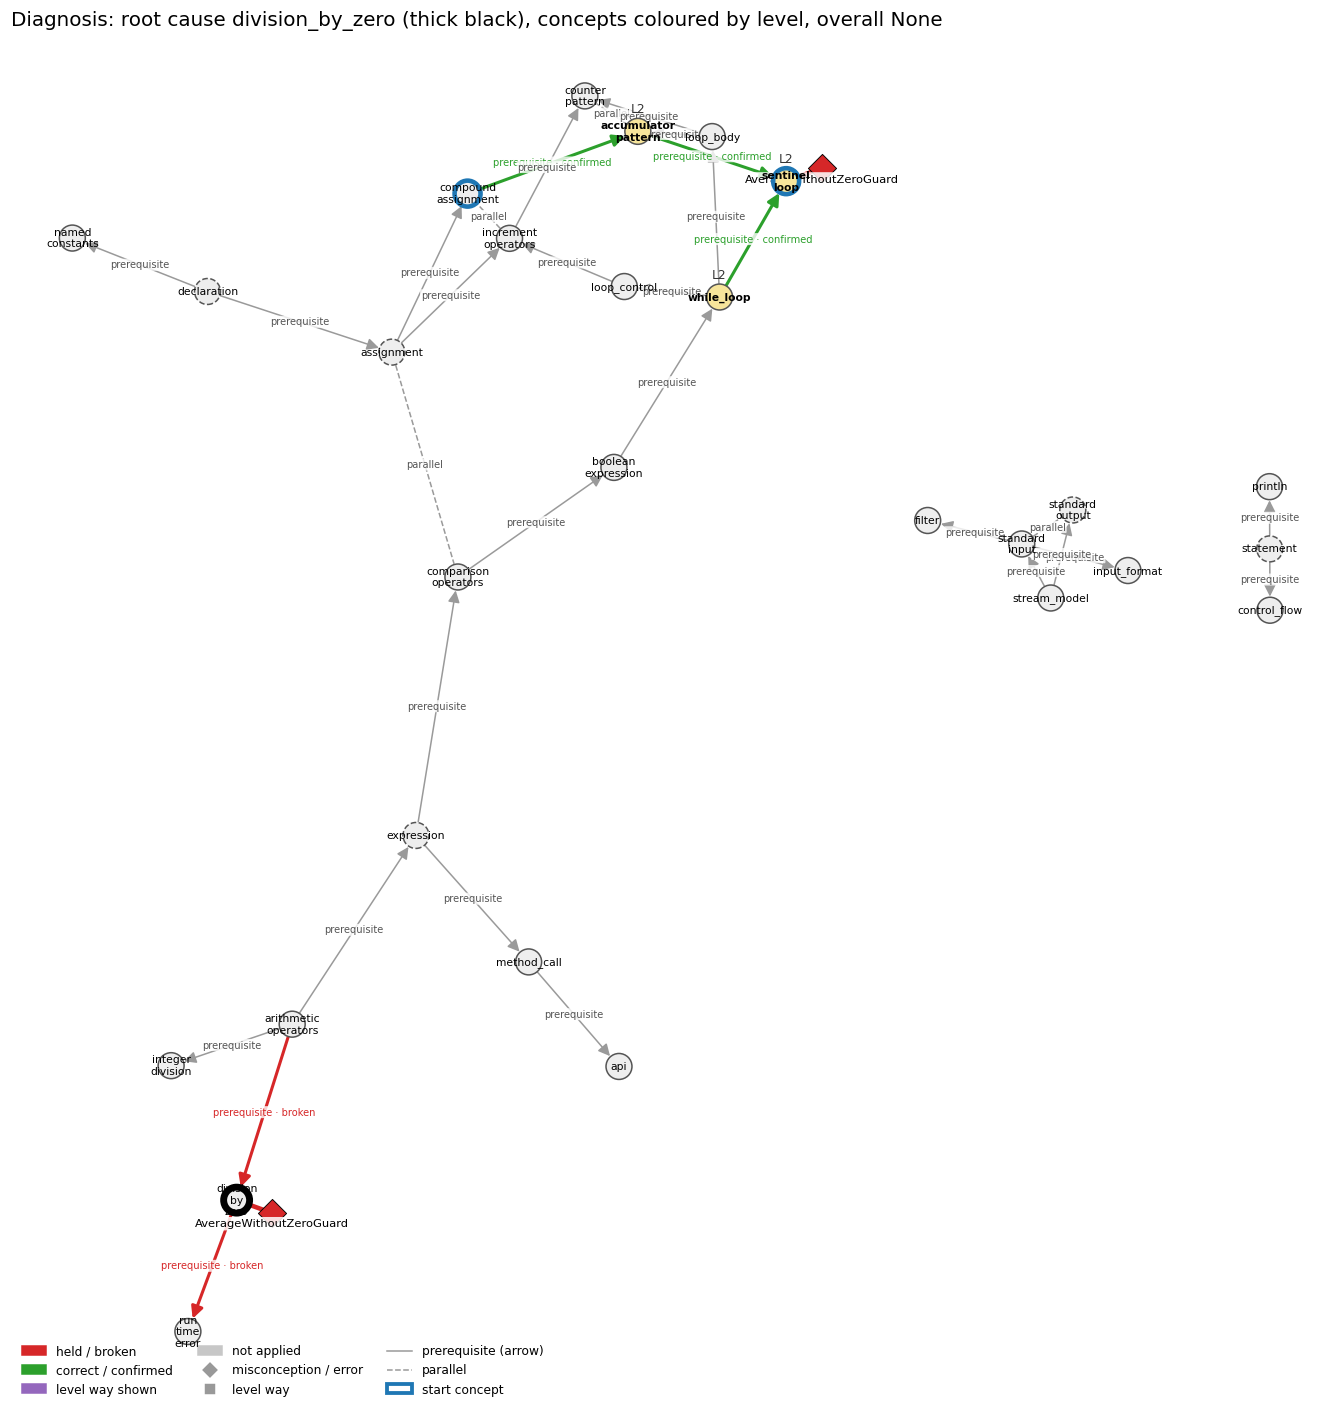 Diagnosis: root cause division_by_zero (thick black), concepts coloured by level, overall None
counter
pattern
L2
prerequisite
accumulator
pattern
loop_body
prerequisite · confirmed
L2
sentinel
loop
prerequisite
compound
assignment
parallel
increment
operators
prerequisite
prerequisite · confirmed
named
constants
prerequisite
declaration
prerequisite
prerequisite
prerequisite
prerequisite
loop_control
prerequisite
L2
while_loop
assignment
prerequisite
parallel
boolean
expression
prerequisite
comparison
operators
prerequisite
filter
prerequisite
standard
input
parallel
standard
output
prerequisite
prerequisite
input_format
stream_model
println
prerequisite
statement
prerequisite
control_flow
expression
prerequisite
prerequisite
method_call
prerequisite
api
arithmetic
operators
prerequisite
integer
division
prerequisite · broken
by
AverageWithoutZeroGuard
prerequisite · broken
run
time
error
held / broken
correct / confirmed
level way shown
not applied
misconception / error
level way
prerequisite (arrow)
parallel
start concept